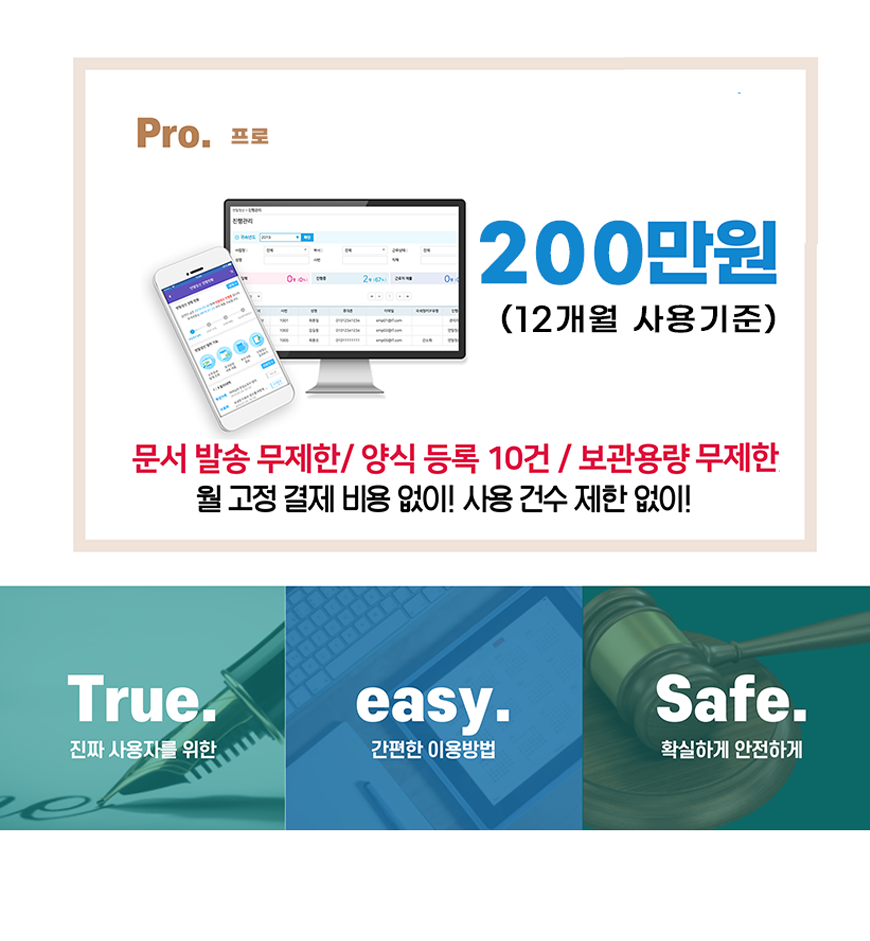 Pro. 프로
진행관리
200만원
(12개월 사용기준)
문서 발송 무제한/ 양식 등록 10건 / 보관용량 무제한
월 고정 결제 비용 없이! 사용 건수 제한 없이!
True.
진짜 사용자를 위한
easy.
간편한 이용방법
Safe.
확실하게 안전하게